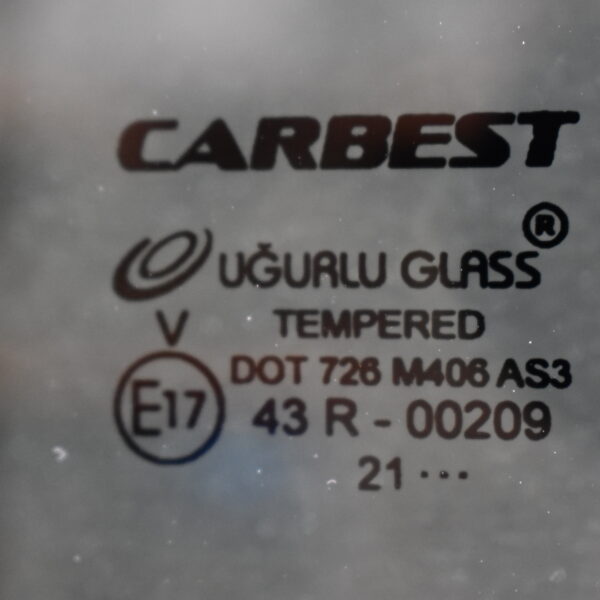 CARBEST
®
UĞURLU GLASS
V TEMPERED
DOT 726 M406 AS3
E17 43 R - 00209
21 ...